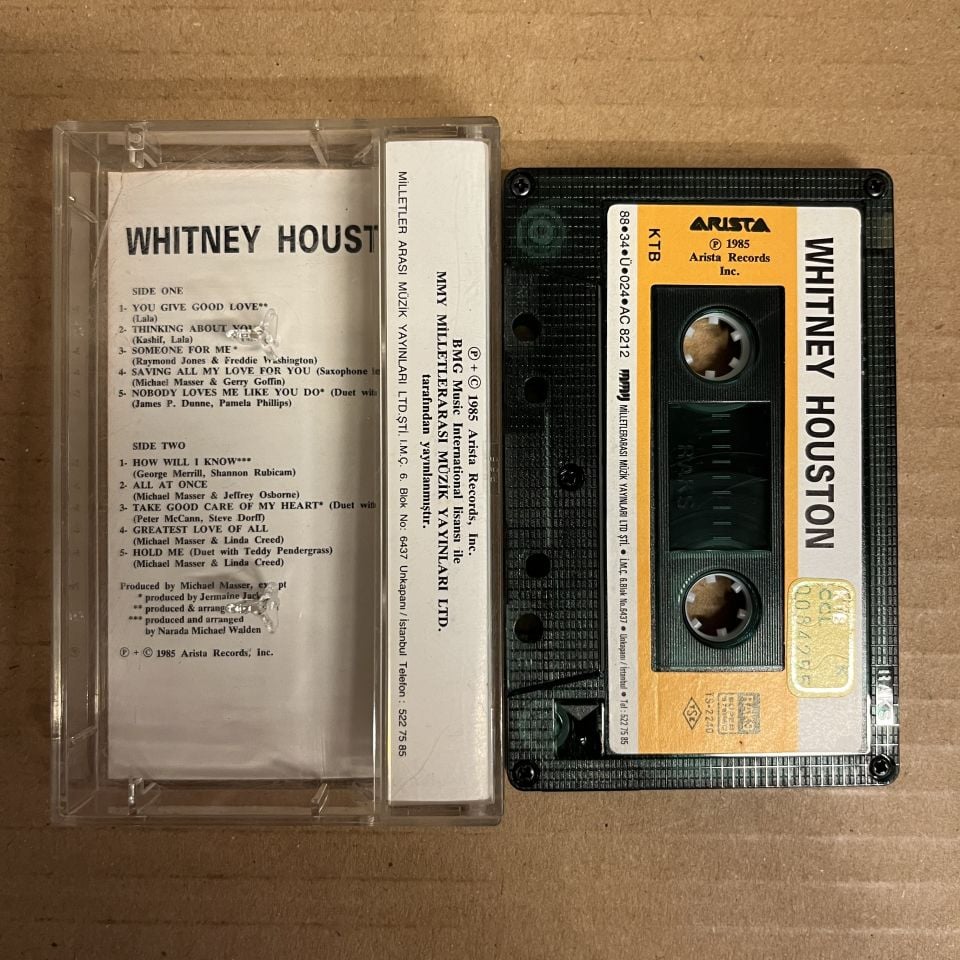 WHITNEY HOUST
SIDE ONE
1- YOU GIVE GOOD LOVE**
(Lala)
2- THINKING ABOUT YOU
(Kashif, Lala)
3- SOMEONE FOR ME*
(Raymond Jones & Freddie Washington)
4- SAVING ALL MY LOVE FOR YOU (Saxophone
(Michael Masser & Gerry Goffin)
5- NOBODY LOVES ME LIKE YOU DO* (Duet with
(James P. Dunne, Pamela Phillips)
SIDE TWO
1- HOW WILL I KNOW***
(George Merrill, Shannon Rubicam)
2- ALL AT ONCE
(Michael Masser & Jeffrey Osborne)
3- TAKE GOOD CARE OF MY HEART* (Duet with
(Peter McCann, Steve Dorff)
4- GREATEST LOVE OF ALL
(Michael Masser & Linda Creed)
5- HOLD ME (Duet with Teddy Pendergrass)
(Michael Masser & Linda Creed)
Produced by Michael Masser, except
* produced by Jermaine Jack
** produced & arrang
*** produced and arranged
by Narada Michael Walden
Ⓟ + © 1985 Arista Records, Inc.
Ⓟ + © 1985 Arista Records, Inc.
BMG Music International lisansı ile
MMY MİLLETLERARASI MÜZİK YAYINLARI LTD.
tarafından yayınlanmıştır.
MİLLETLER ARASI MÜZİK YAYINLARI LTD.ŞTİ. İ.M.Ç. 6. Blok No: 6437 Unkapanı / İstanbul Telefon : 522 75 85
ARISTA
Ⓟ 1985
Arista Records
Inc.
KTB
WHITNEY HOUSTON
88•34•Ü•024•AC 8212 mmy MİLLETLERARASI MÜZİK YAYINLARI LTD ŞTİ. • İ.M.Ç. 6.Blok No.6437 • Unkapanı / İstanbul • Tel : 522 75 85
RAKS
RAKS
RAKS
TS-2240
TSE